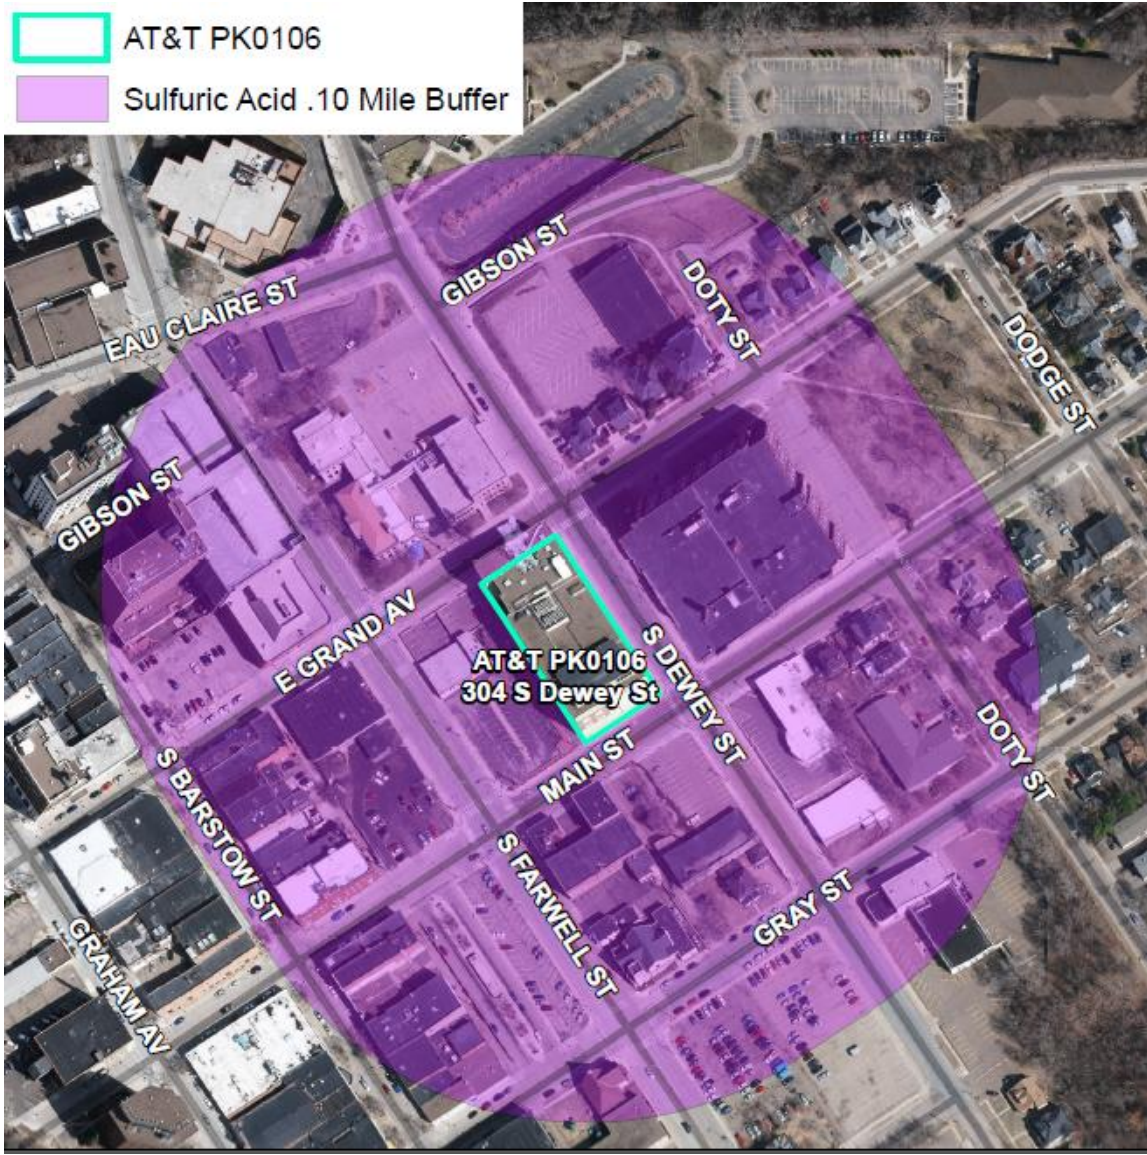 AT&T PK0106
Sulfuric Acid .10 Mile Buffer
GIBSON ST
DOTY ST
EAU CLAIRE ST
DODGE ST
GIBSON ST
E GRAND AV
AT&T PK0106
304 S Dewey St
S DEWEY ST
MAIN ST
DOTY ST
S BARSTOW ST
S FARWELL ST
GRAY ST
GRAHAM AV